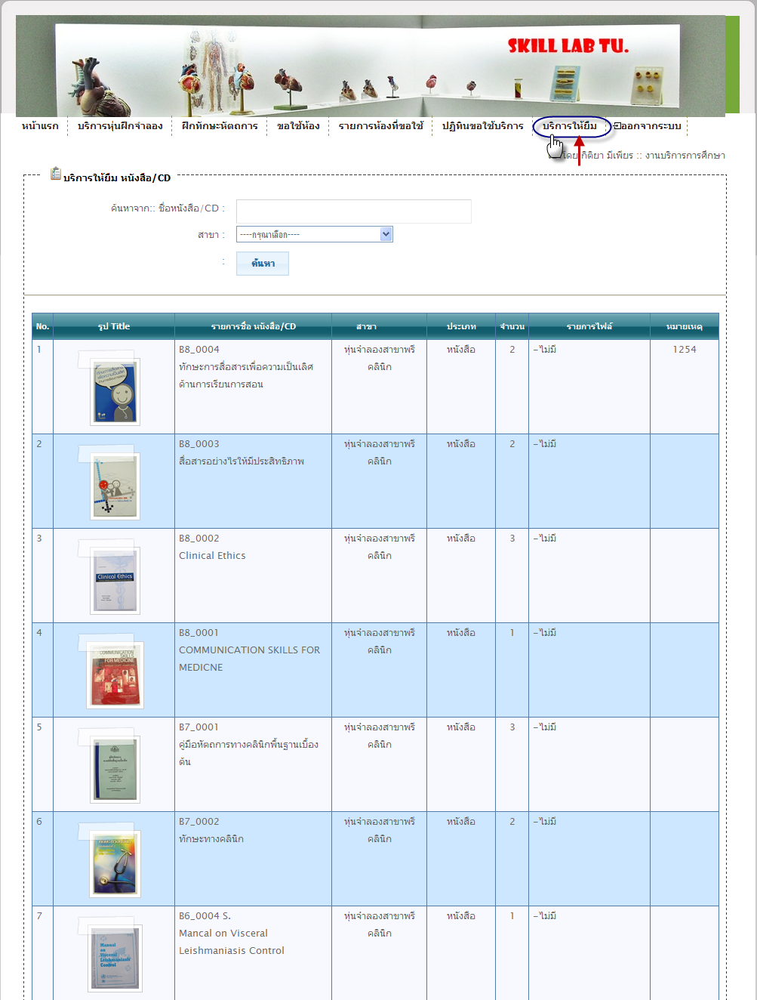 SKILL LAB TU.
หน้าแรก บริการหุ่นฝึกจำลอง ฝึกทักษะหัตถการ ขอใช้ห้อง รายการห้องที่ขอใช้ ปฏิทินขอใช้บริการ บริการให้ยืม ออกจากระบบ
โดย กิติยา มีเพียร :: งานบริการการศึกษา
บริการให้ยืม หนังสือ/CD
ค้นหาจาก:: ชื่อหนังสือ/CD :
สาขา : ----กรุณาเลือก----
: ค้นหา
No. รูป Title รายการชื่อ หนังสือ/CD สาขา ประเภท จำนวน รายการไฟล์ หมายเหตุ
1 B8_0004 หุ่นจำลองสาขาพรี หนังสือ 2 -ไม่มี 1254
ทักษะการสื่อสารเพื่อความเป็นเลิศ คลินิก
ด้านการเรียนการสอน
2 B8_0003 หุ่นจำลองสาขาพรี หนังสือ 2 -ไม่มี
สื่อสารอย่างไรให้มีประสิทธิภาพ คลินิก
3 B8_0002 หุ่นจำลองสาขาพรี หนังสือ 3 -ไม่มี
Clinical Ethics คลินิก
Clinical Ethics
4 B8_0001 หุ่นจำลองสาขาพรี หนังสือ 1 -ไม่มี
COMMUNICATION SKILLS FOR คลินิก
MEDICNE
COMMUNICATION
SKILLS
FOR MEDICINE
5 B7_0001 หุ่นจำลองสาขาพรี หนังสือ 3 -ไม่มี
คู่มือหัตถการทางคลินิกพื้นฐานเบื้อง คลินิก
ต้น
6 B7_0002 หุ่นจำลองสาขาพรี หนังสือ 2 -ไม่มี
ทักษะทางคลินิก คลินิก
7 B6_0004 S. หุ่นจำลองสาขาพรี หนังสือ 1 -ไม่มี
Mancal on Visceral คลินิก
Leishmaniasis Control
Manual
on
Visceral
Leishmaniasis
Control